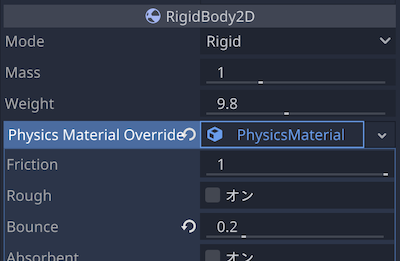 RigidBody2D
Mode Rigid
Mass 1
Weight 9.8
Physics Material Override PhysicsMaterial
Friction 1
Rough オン
Bounce 0.2
Absorbent オン